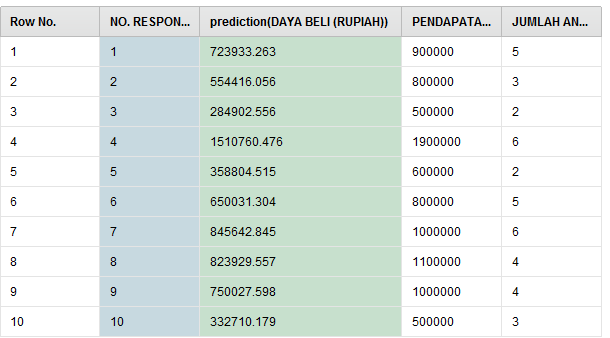 Row No. NO. RESPON... prediction(DAYA BELI (RUPIAH)) PENDAPATA... JUMLAH AN...
1 1 723933.263 900000 5
2 2 554416.056 800000 3
3 3 284902.556 500000 2
4 4 1510760.476 1900000 6
5 5 358804.515 600000 2
6 6 650031.304 800000 5
7 7 845642.845 1000000 6
8 8 823929.557 1100000 4
9 9 750027.598 1000000 4
10 10 332710.179 500000 3